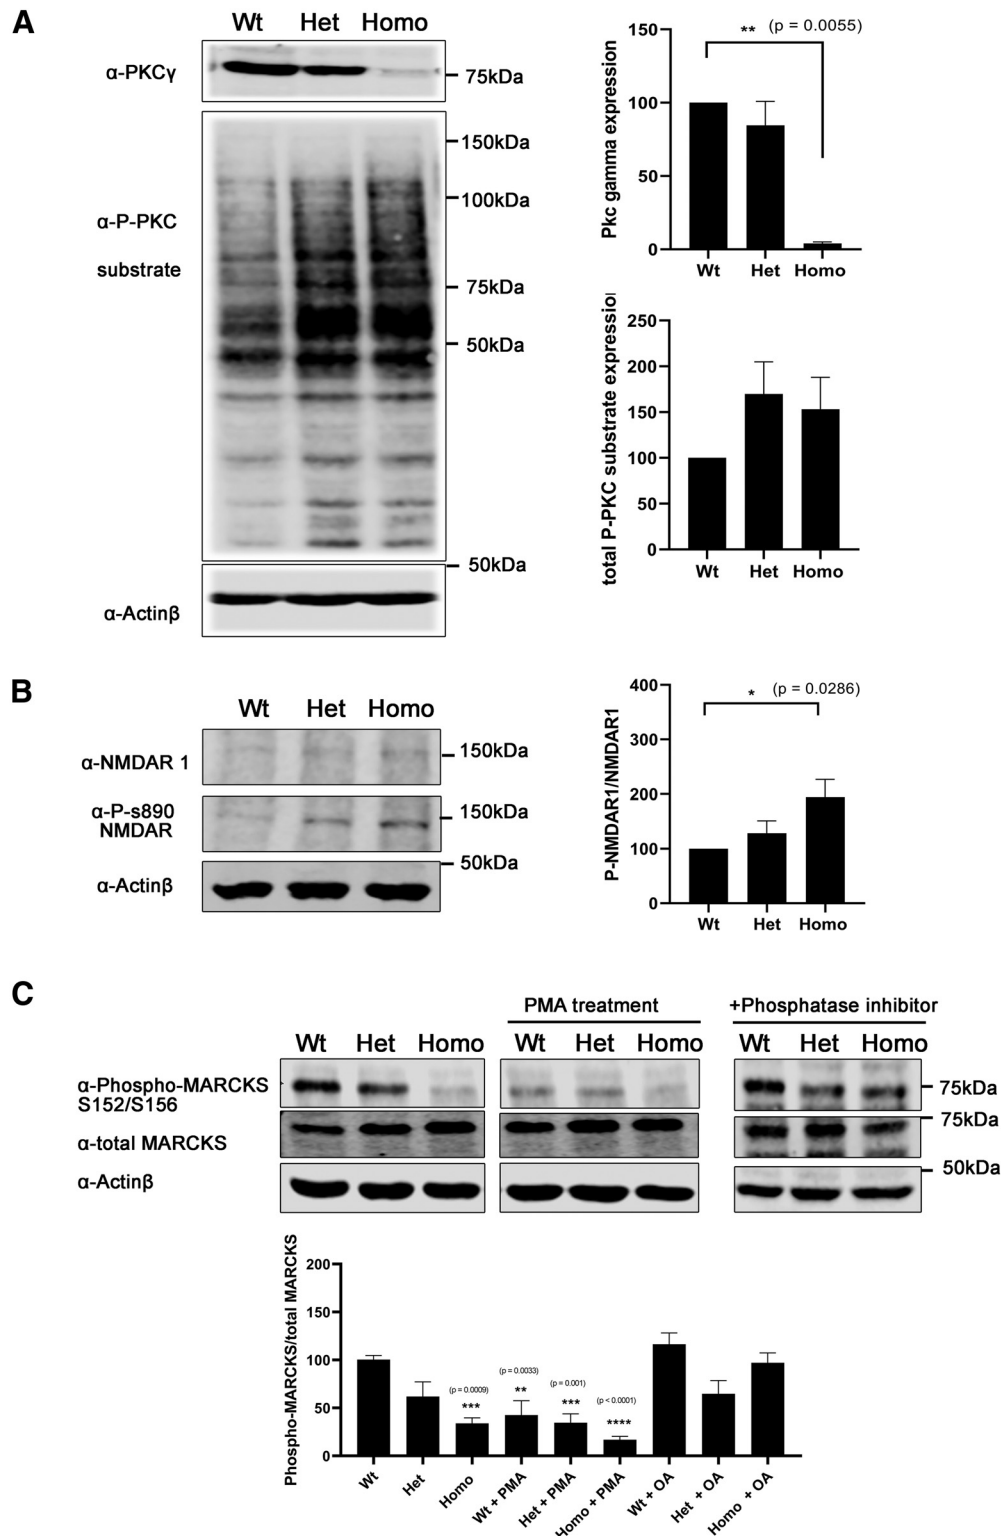 A
Wt Het Homo
α-PKCγ
75kDa
150kDa
100kDa
α-P-PKC
substrate
75kDa
50kDa
50kDa
α-Actinβ
Pkc gamma expression
150
100
50
0
** (p = 0.0055)
Wt Het Homo
total P-PKC substrate expression
250
200
150
100
50
0
Wt Het Homo
B
Wt Het Homo
α-NMDAR 1
150kDa
α-P-s890
NMDAR
150kDa
50kDa
α-Actinβ
P-NMDAR1/NMDAR1
400
300
200
100
0
* (p = 0.0286)
Wt Het Homo
C
PMA treatment
+Phosphatase inhibitor
Wt Het Homo Wt Het Homo Wt Het Homo
α-Phospho-MARCKS
S152/S156
75kDa
75kDa
α-total MARCKS
50kDa
α-Actinβ
Phospho-MARCKS/total MARCKS
200
150
100
50
0
(p = 0.0009)
***
(p = 0.0033)
**
(p = 0.001)
***
(p < 0.0001)
****
Wt
Het
Homo
Wt + PMA
Het + PMA
Homo + PMA
Wt + OA
Het + OA
Homo + OA